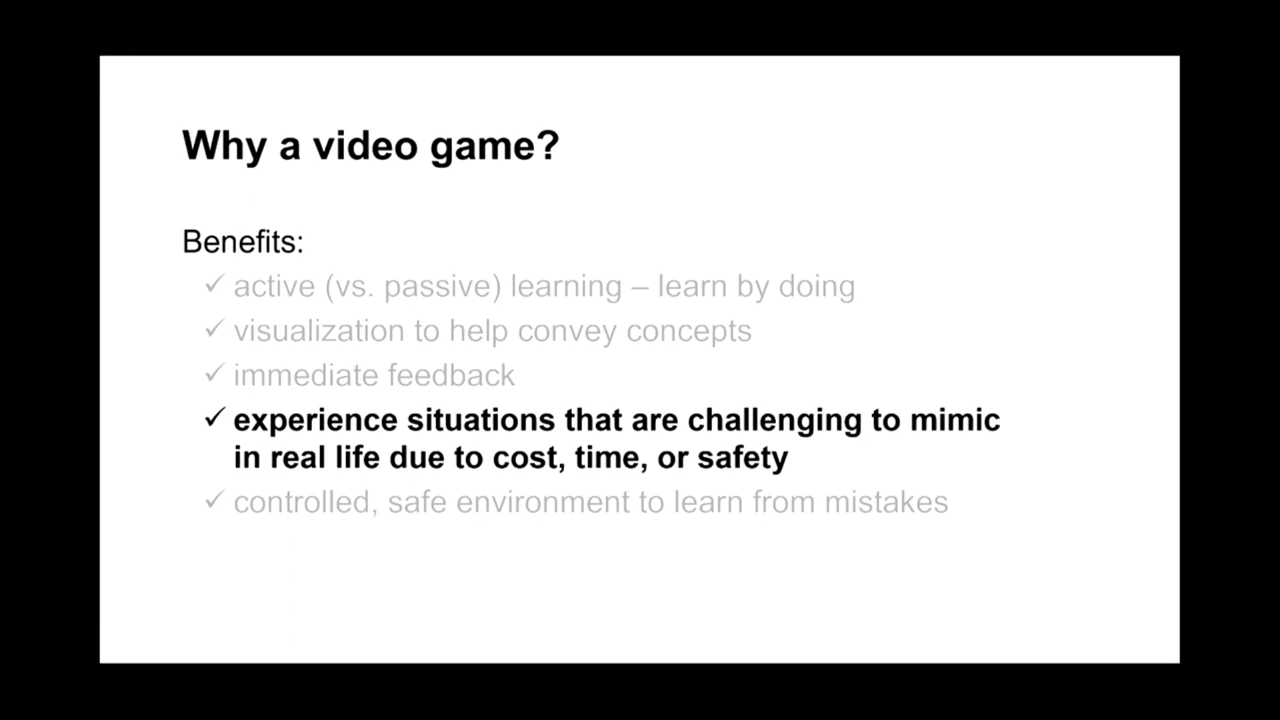 Why a video game?
Benefits:
✓ active (vs. passive) learning – learn by doing
✓ visualization to help convey concepts
✓ immediate feedback
✓ experience situations that are challenging to mimic
in real life due to cost, time, or safety
✓ controlled, safe environment to learn from mistakes